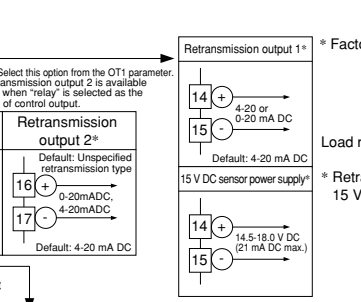 Select this option from the OT1 parameter.
transmission output 2 is available
when "relay" is selected as the
of control output.
Retransmission
output 2*
Default: Unspecified
retransmission type
16 +
0-20mADC,
4-20mADC
17 -
Default: 4-20 mA DC
Retransmission output 1*
14 +
4-20 or
0-20 mA DC
15 -
Default: 4-20 mA DC
15 V DC sensor power supply*
14 +
14.5-18.0 V DC
(21 mA DC max.)
15 -
* Facto
Load r
* Retra
15 V